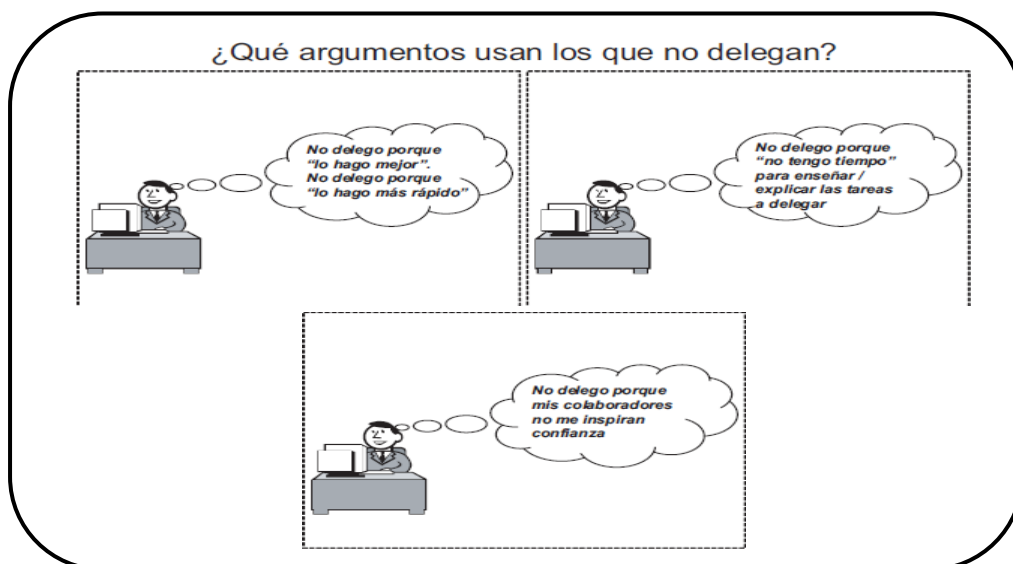 ¿Qué argumentos usan los que no delegan?
No delego porque
“lo hago mejor”.
No delego porque
“lo hago más rápido”
No delego porque
“no tengo tiempo”
para enseñar /
explicar las tareas
a delegar
No delego porque
mis colaboradores
no me inspiran
confianza